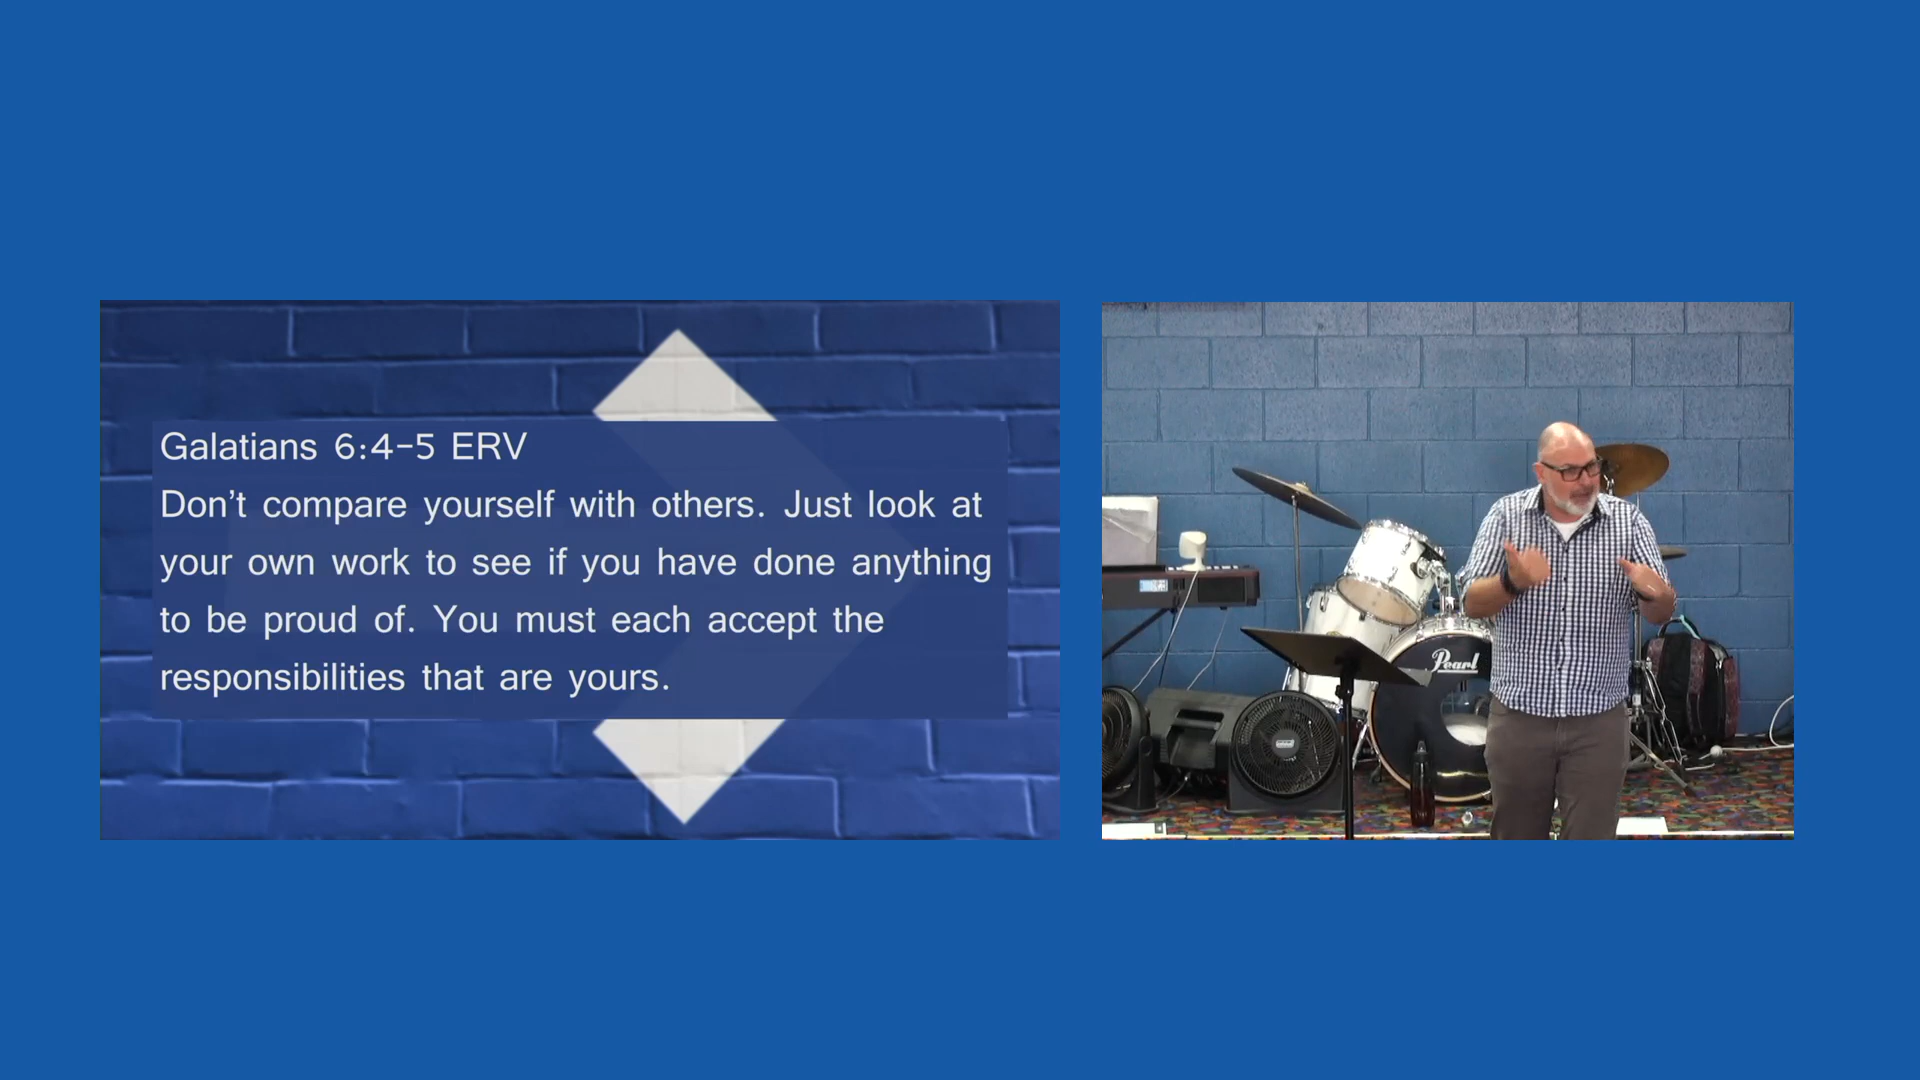 Galatians 6:4–5 ERV
Don’t compare yourself with others. Just look at
your own work to see if you have done anything
to be proud of. You must each accept the
responsibilities that are yours.
Pearl